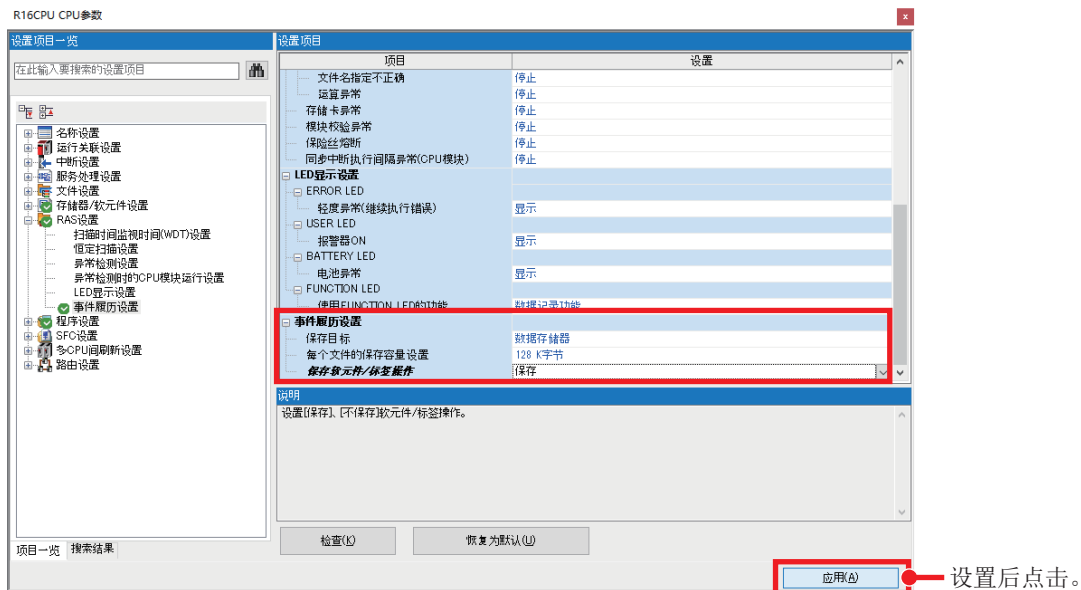 R16CPU CPU参数
x
设置项目一览
在此输入要搜索的设置项目
名称设置
运行关联设置
中断设置
服务处理设置
文件设置
存储器/软元件设置
RAS设置
扫描时间监视时间(WDT)设置
恒定扫描设置
异常检测设置
异常检测时的CPU模块运行设置
LED显示设置
事件履历设置
程序设置
SFC设置
多CPU间刷新设置
路由设置
项目一览 搜索结果
设置项目
项目 设置
文件名指定不正确 停止
运算异常 停止
存储卡异常 停止
模块校验异常 停止
保险丝熔断 停止
同步中断执行间隔异常(CPU模块) 停止
LED显示设置
ERROR LED
轻度异常(继续执行错误) 显示
USER LED
报警器ON 显示
BATTERY LED
电池异常 显示
FUNCTION LED
使用FUNCTION LED的功能 数据记录功能
事件履历设置
保存目标 数据存储器
每个文件的保存容量设置 128 K字节
保存软元件/标签操作 保存
说明
设置[保存]、[不保存]软元件/标签操作。
检查(K) 恢复为默认(U)
应用(A) 设置后点击。